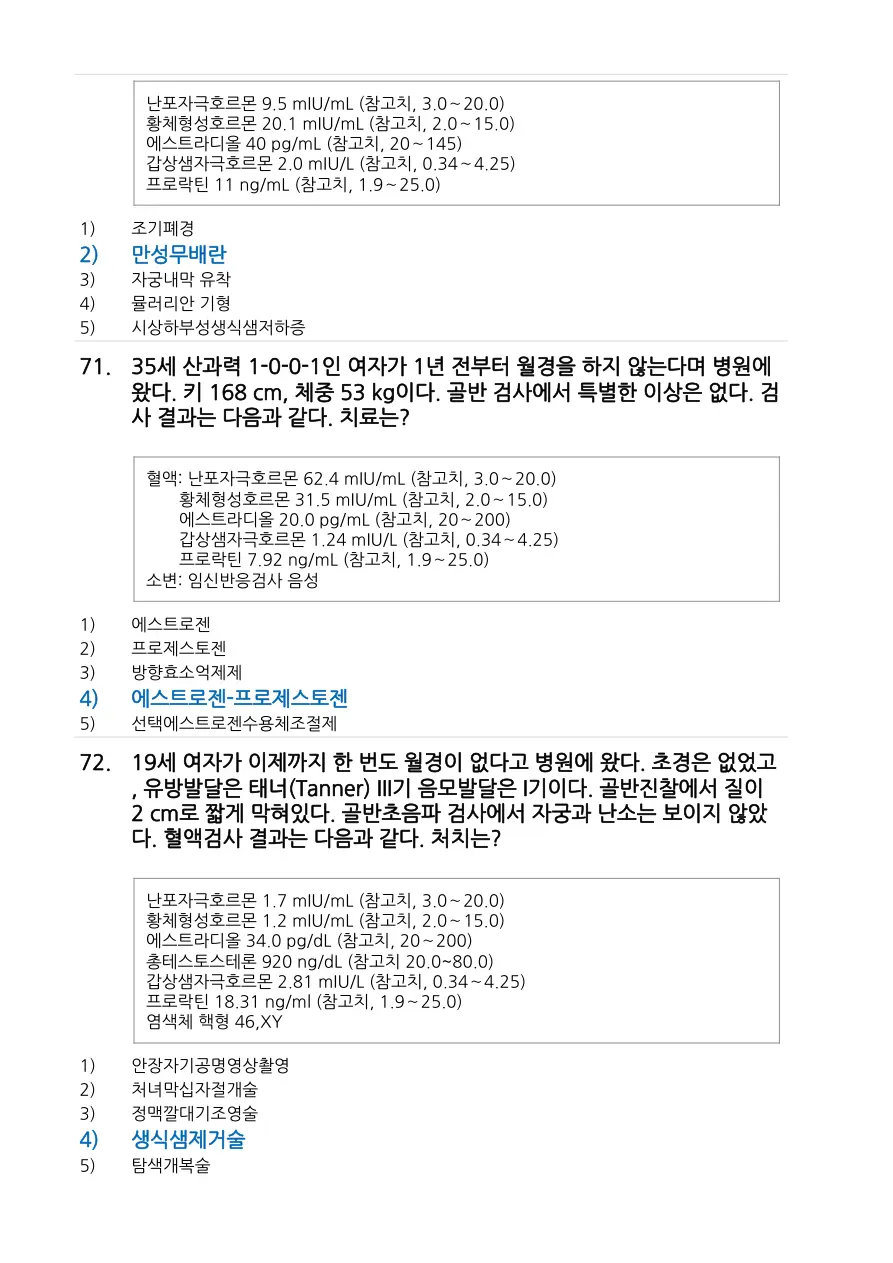 난포자극호르몬 9.5 mIU/mL (참고치, 3.0~20.0)
황체형성호르몬 20.1 mIU/mL (참고치, 2.0~15.0)
에스트라디올 40 pg/mL (참고치, 20~145)
갑상샘자극호르몬 2.0 mIU/L (참고치, 0.34~4.25)
프로락틴 11 ng/mL (참고치, 1.9~25.0)
1) 조기폐경
2) 만성무배란
3) 자궁내막 유착
4) 뮬러리안 기형
5) 시상하부성생식샘저하증
71. 35세 산과력 1-0-0-1인 여자가 1년 전부터 월경을 하지 않는다며 병원에
왔다. 키 168 cm, 체중 53 kg이다. 골반 검사에서 특별한 이상은 없다. 검
사 결과는 다음과 같다. 치료는?
혈액: 난포자극호르몬 62.4 mIU/mL (참고치, 3.0~20.0)
황체형성호르몬 31.5 mIU/mL (참고치, 2.0~15.0)
에스트라디올 20.0 pg/mL (참고치, 20~200)
갑상샘자극호르몬 1.24 mIU/L (참고치, 0.34~4.25)
프로락틴 7.92 ng/mL (참고치, 1.9~25.0)
소변: 임신반응검사 음성
1) 에스트로젠
2) 프로제스토젠
3) 방향효소억제제
4) 에스트로젠-프로제스토젠
5) 선택에스트로젠수용체조절제
72. 19세 여자가 이제까지 한 번도 월경이 없다고 병원에 왔다. 초경은 없었고
, 유방발달은 태너(Tanner) III기 음모발달은 I기이다. 골반진찰에서 질이
2 cm로 짧게 막혀있다. 골반초음파 검사에서 자궁과 난소는 보이지 않았
다. 혈액검사 결과는 다음과 같다. 처치는?
난포자극호르몬 1.7 mIU/mL (참고치, 3.0~20.0)
황체형성호르몬 1.2 mIU/mL (참고치, 2.0~15.0)
에스트라디올 34.0 pg/dL (참고치, 20~200)
총테스토스테론 920 ng/dL (참고치 20.0~80.0)
갑상샘자극호르몬 2.81 mIU/L (참고치, 0.34~4.25)
프로락틴 18.31 ng/ml (참고치, 1.9~25.0)
염색체 핵형 46,XY
1) 안장자기공명영상촬영
2) 처녀막십자절개술
3) 정맥깔대기조영술
4) 생식샘제거술
5) 탐색개복술